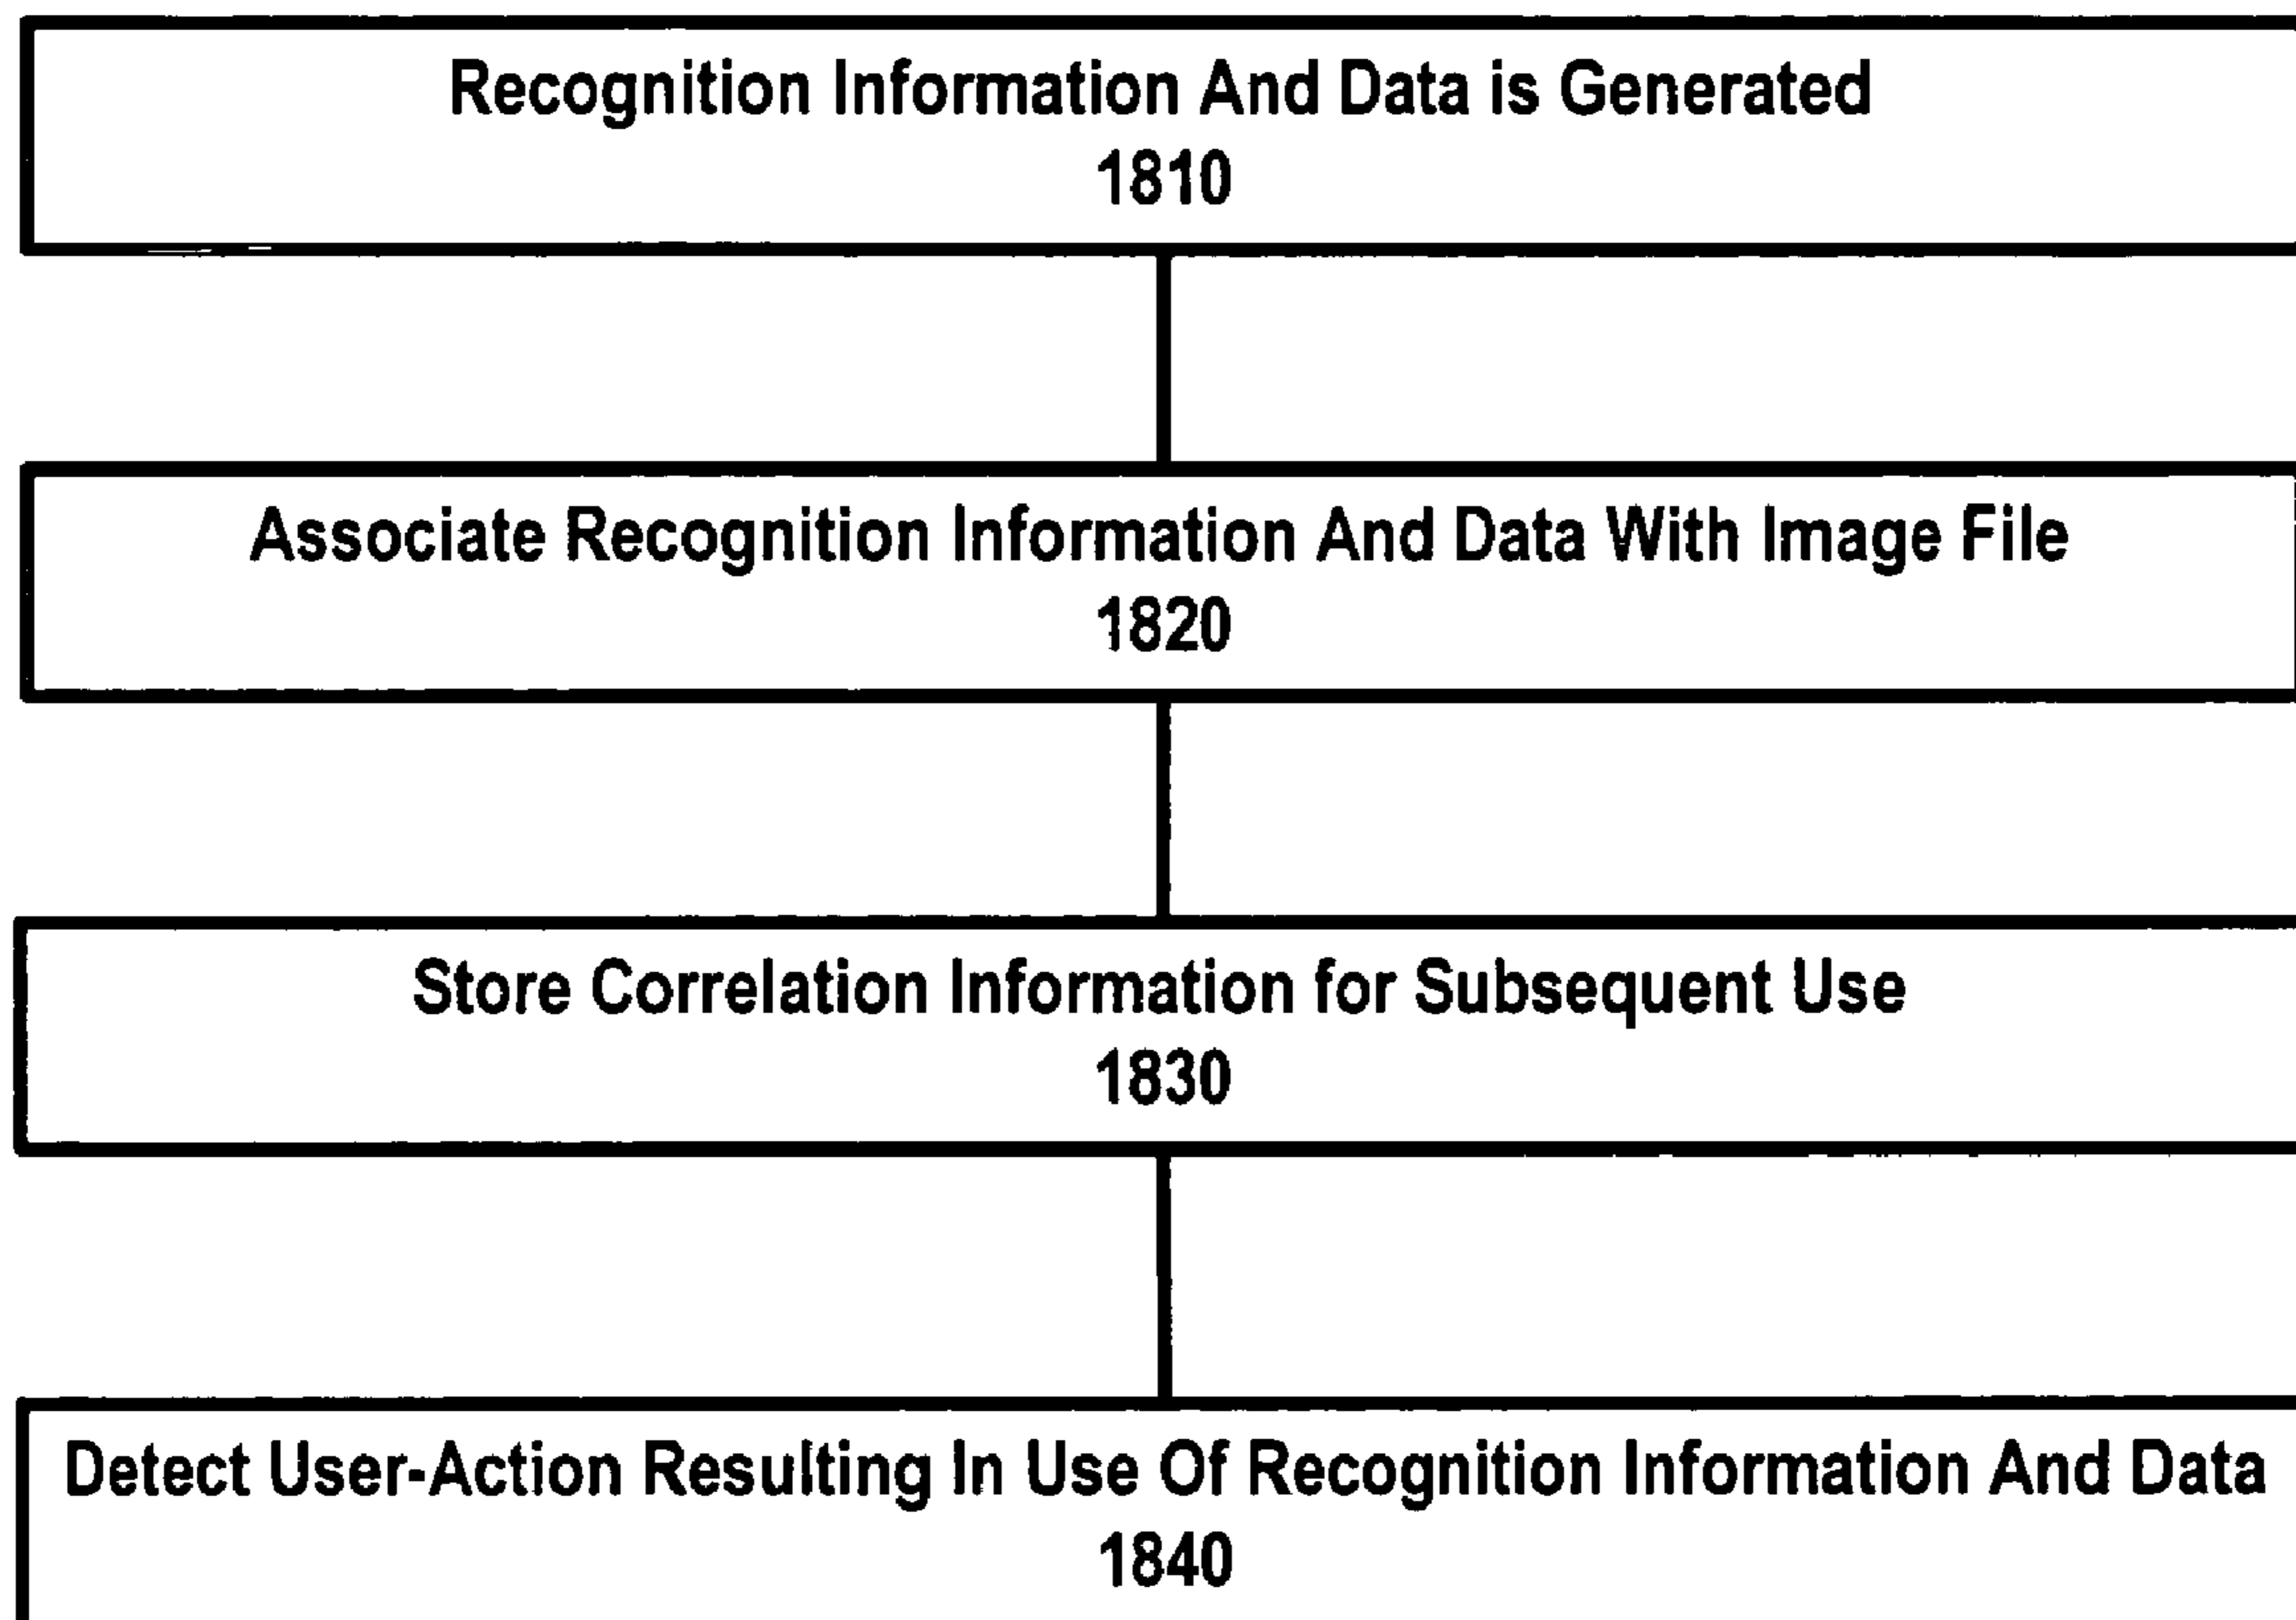 Recognition Information And Data is Generated
1810
Associate Recognition Information And Data With Image File
1820
Store Correlation Information for Subsequent Use
1830
Detect User-Action Resulting In Use Of Recognition Information And Data
1840